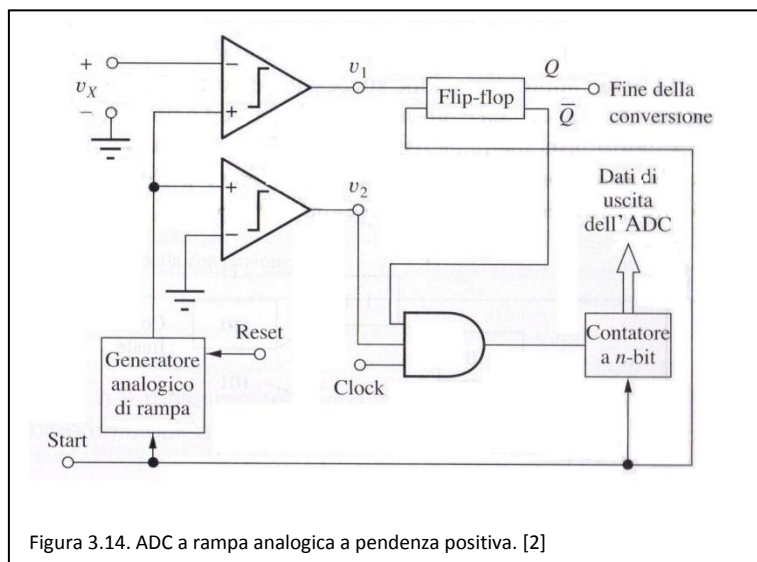 +
v_X
−
−
+
v_1
Flip-flop
Q
Q̅
Fine della
conversione
+
−
v_2
Dati di
uscita
dell'ADC
Reset
Generatore
analogico
di rampa
Clock
Contatore
a n-bit
Start
Figura 3.14. ADC a rampa analogica a pendenza positiva. [2]